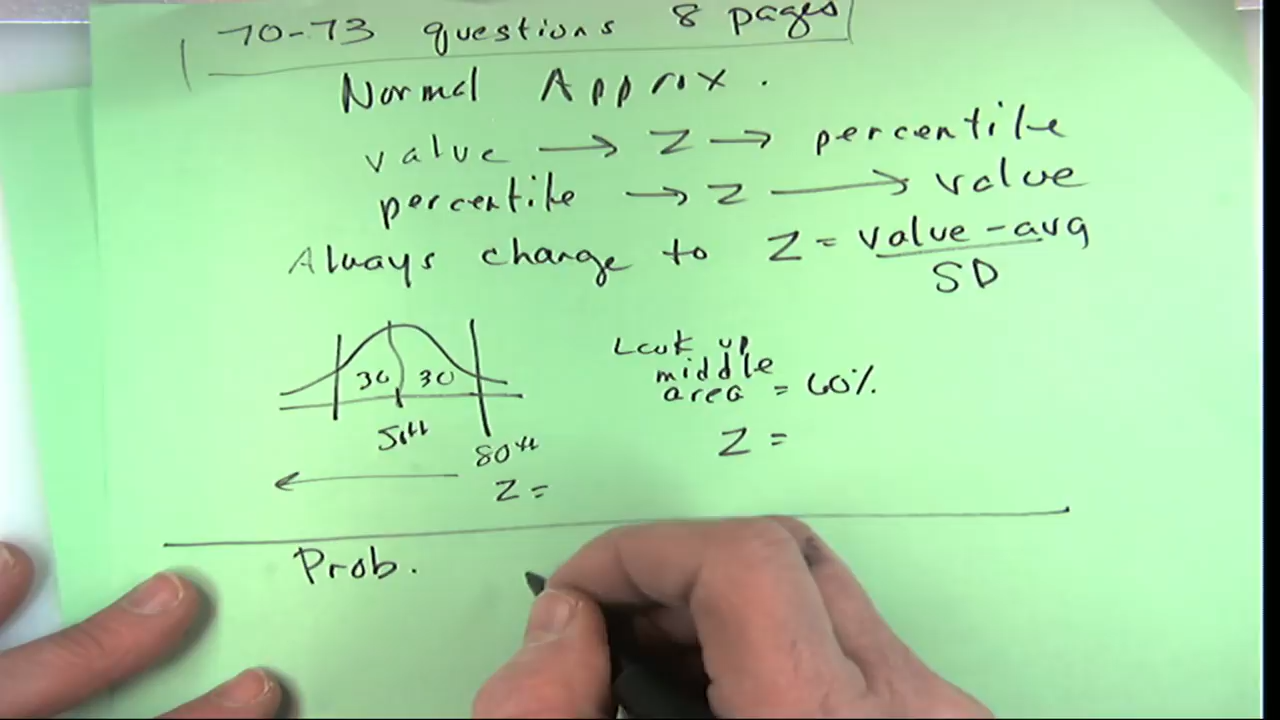 70-73 questions 8 pages
Normal Approx.
value → Z → percentile
percentile → Z → value
Always change to Z = value - avg
SD
30 30
50th
80th
Z =
Look up
middle
area = 60%
Z =
Prob.